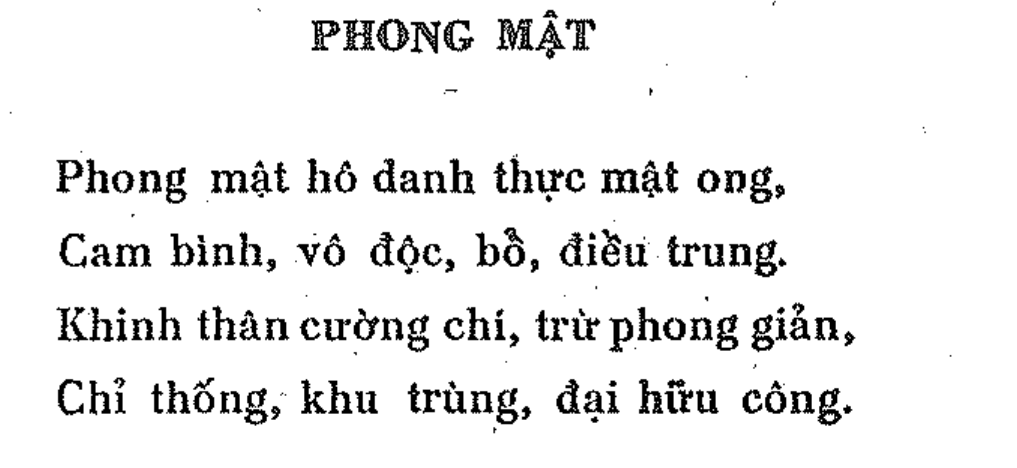 PHONG MẬT
Phong mật hô danh thực mật ong,
Cam bình, vô độc, bổ, điều trung.
Khinh thân cường chí, trừ phong giản,
Chỉ thống, khu trùng, đại hữu công.